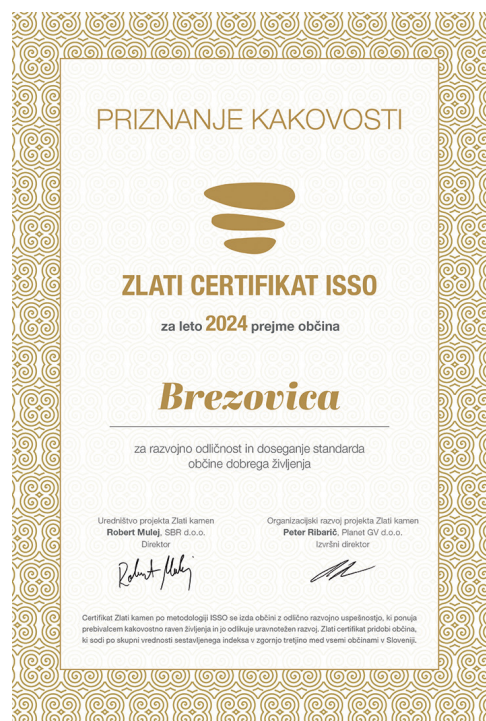 PRIZNANJE KAKOVOSTI
ZLATI CERTIFIKAT ISSO
za leto 2024 prejme občina
Brezovica
za razvojno odličnost in doseganje standarda
občine dobrega življenja
Uredništvo projekta Zlati kamen
Robert Mulej, SBR d.o.o.
Direktor
Organizacijski razvoj projekta Zlati kamen
Peter Ribarič, Planet GV d.o.o.
Izvršni direktor
Certifikat Zlati kamen po metodologiji ISSO se izda občini z odlično razvojno uspešnostjo, ki ponuja
prebivalcem kakovostno raven življenja in jo odlikuje uravnotežen razvoj. Zlati certifikat pridobi občina,
ki sodi po skupni vrednosti sestavljenega indeksa v zgornjo tretjino med vsemi občinami v Sloveniji.